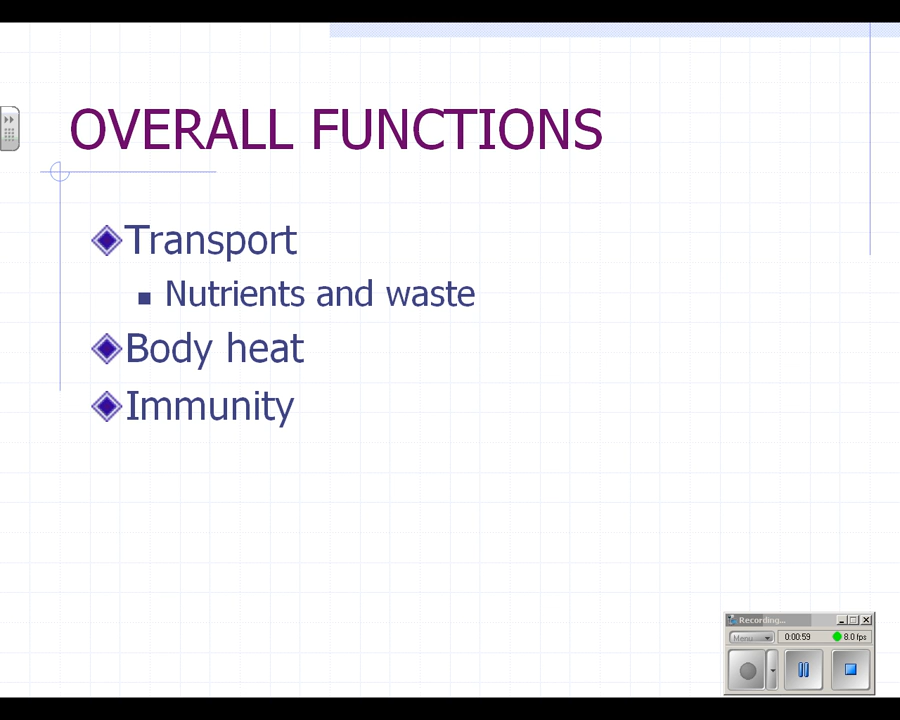 OVERALL FUNCTIONS
Transport
Nutrients and waste
Body heat
Immunity
Recording...
Menu
0:00:59
8.0 fps